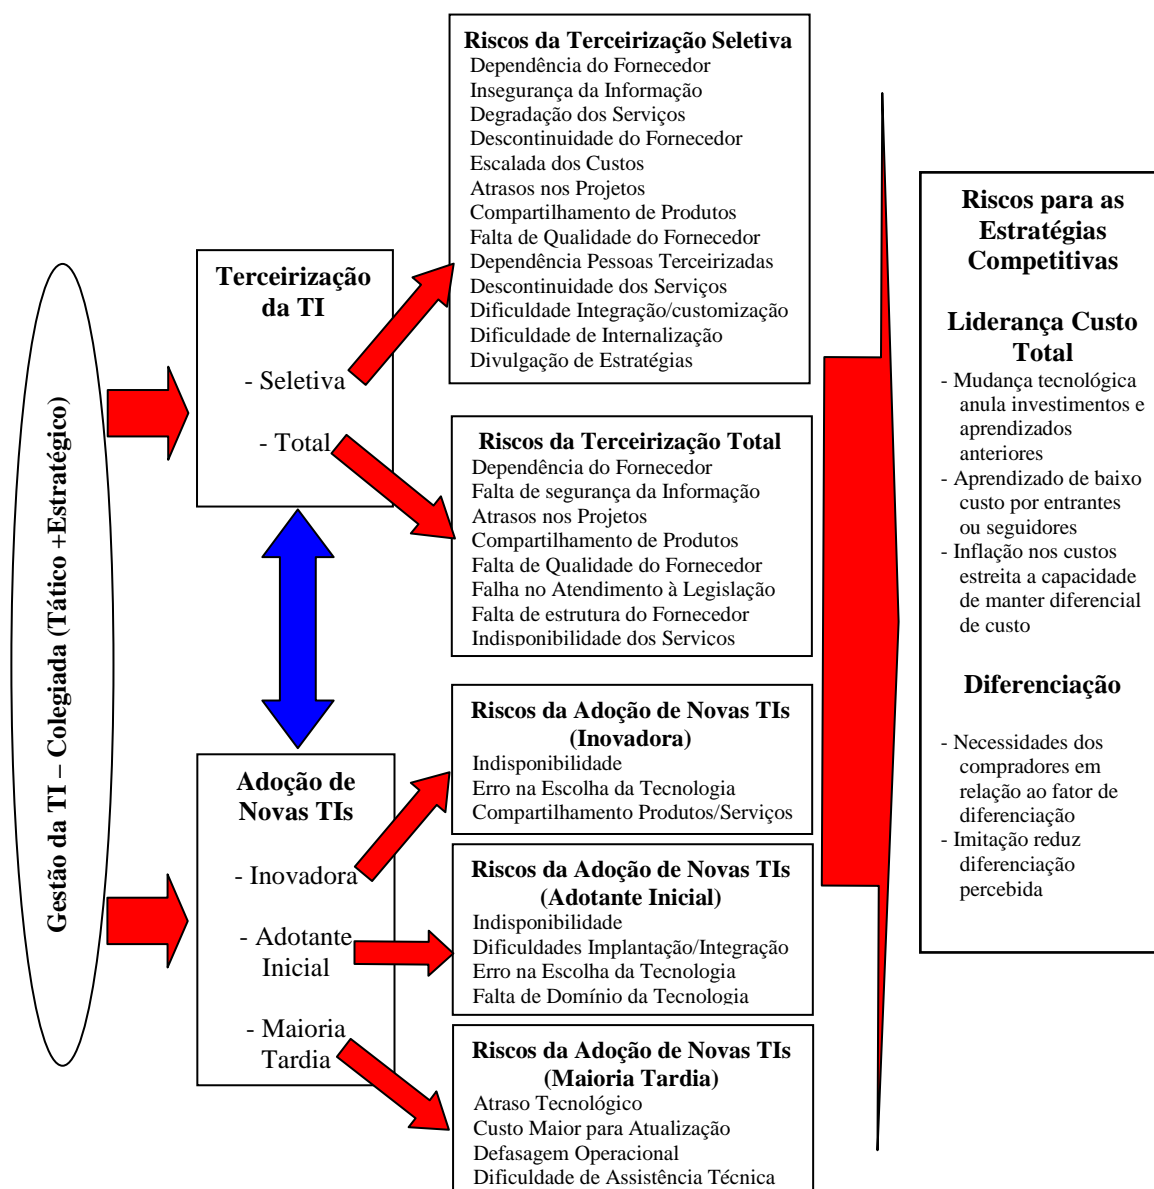 Gestão da TI – Colegiada (Tático +Estratégico)
Terceirização
da TI
- Seletiva
- Total
Adoção de
Novas TIs
- Inovadora
- Adotante
Inicial
- Maioria
Tardia
Riscos da Terceirização Seletiva
Dependência do Fornecedor
Insegurança da Informação
Degradação dos Serviços
Descontinuidade do Fornecedor
Escalada dos Custos
Atrasos nos Projetos
Compartilhamento de Produtos
Falta de Qualidade do Fornecedor
Dependência Pessoas Terceirizadas
Descontinuidade dos Serviços
Dificuldade Integração/customização
Dificuldade de Internalização
Divulgação de Estratégias
Riscos da Terceirização Total
Dependência do Fornecedor
Falta de segurança da Informação
Atrasos nos Projetos
Compartilhamento de Produtos
Falta de Qualidade do Fornecedor
Falha no Atendimento à Legislação
Falta de estrutura do Fornecedor
Indisponibilidade dos Serviços
Riscos da Adoção de Novas TIs
(Inovadora)
Indisponibilidade
Erro na Escolha da Tecnologia
Compartilhamento Produtos/Serviços
Riscos da Adoção de Novas TIs
(Adotante Inicial)
Indisponibilidade
Dificuldades Implantação/Integração
Erro na Escolha da Tecnologia
Falta de Domínio da Tecnologia
Riscos da Adoção de Novas TIs
(Maioria Tardia)
Atraso Tecnológico
Custo Maior para Atualização
Defasagem Operacional
Dificuldade de Assistência Técnica
Riscos para as
Estratégias
Competitivas
Liderança Custo
Total
- Mudança tecnológica
anula investimentos e
aprendizados
anteriores
- Aprendizado de baixo
custo por entrantes
ou seguidores
- Inflação nos custos
estreita a capacidade
de manter diferencial
de custo
Diferenciação
- Necessidades dos
compradores em
relação ao fator de
diferenciação
- Imitação reduz
diferenciação
percebida